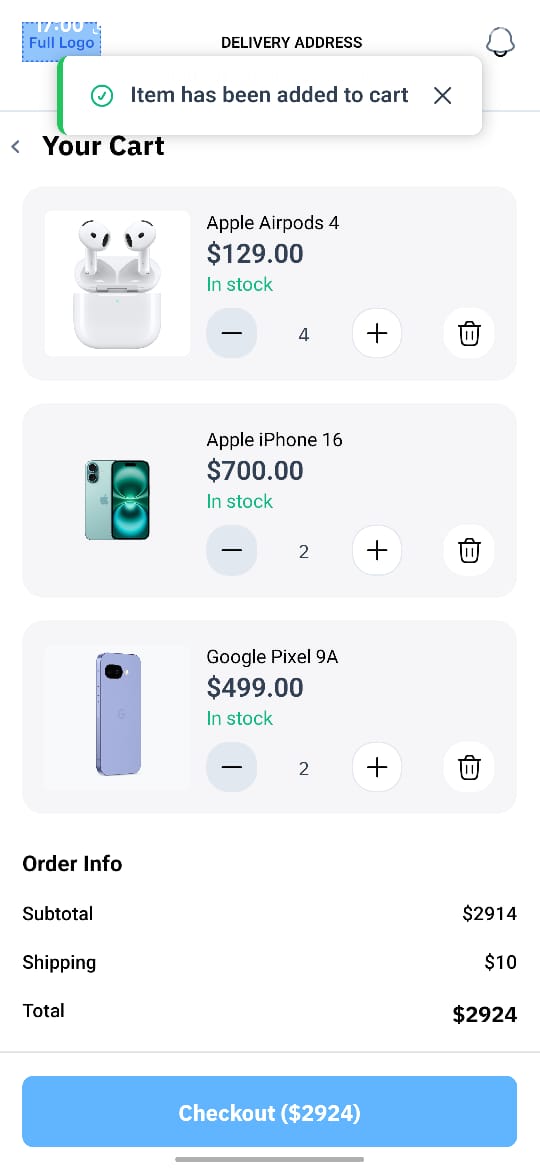 17:00
Full Logo
DELIVERY ADDRESS
Item has been added to cart
Your Cart
Apple Airpods 4
$129.00
In stock
4
Apple iPhone 16
$700.00
In stock
2
Google Pixel 9A
$499.00
In stock
2
Order Info
Subtotal $2914
Shipping $10
Total $2924
Checkout ($2924)